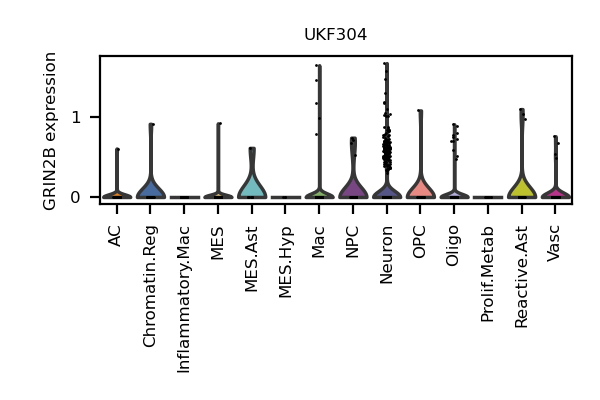 UKF304
GRIN2B expression
1
0
AC
Chromatin.Reg
Inflammatory.Mac
MES
MES.Ast
MES.Hyp
Mac
NPC
Neuron
OPC
Oligo
Prolif.Metab
Reactive.Ast
Vasc